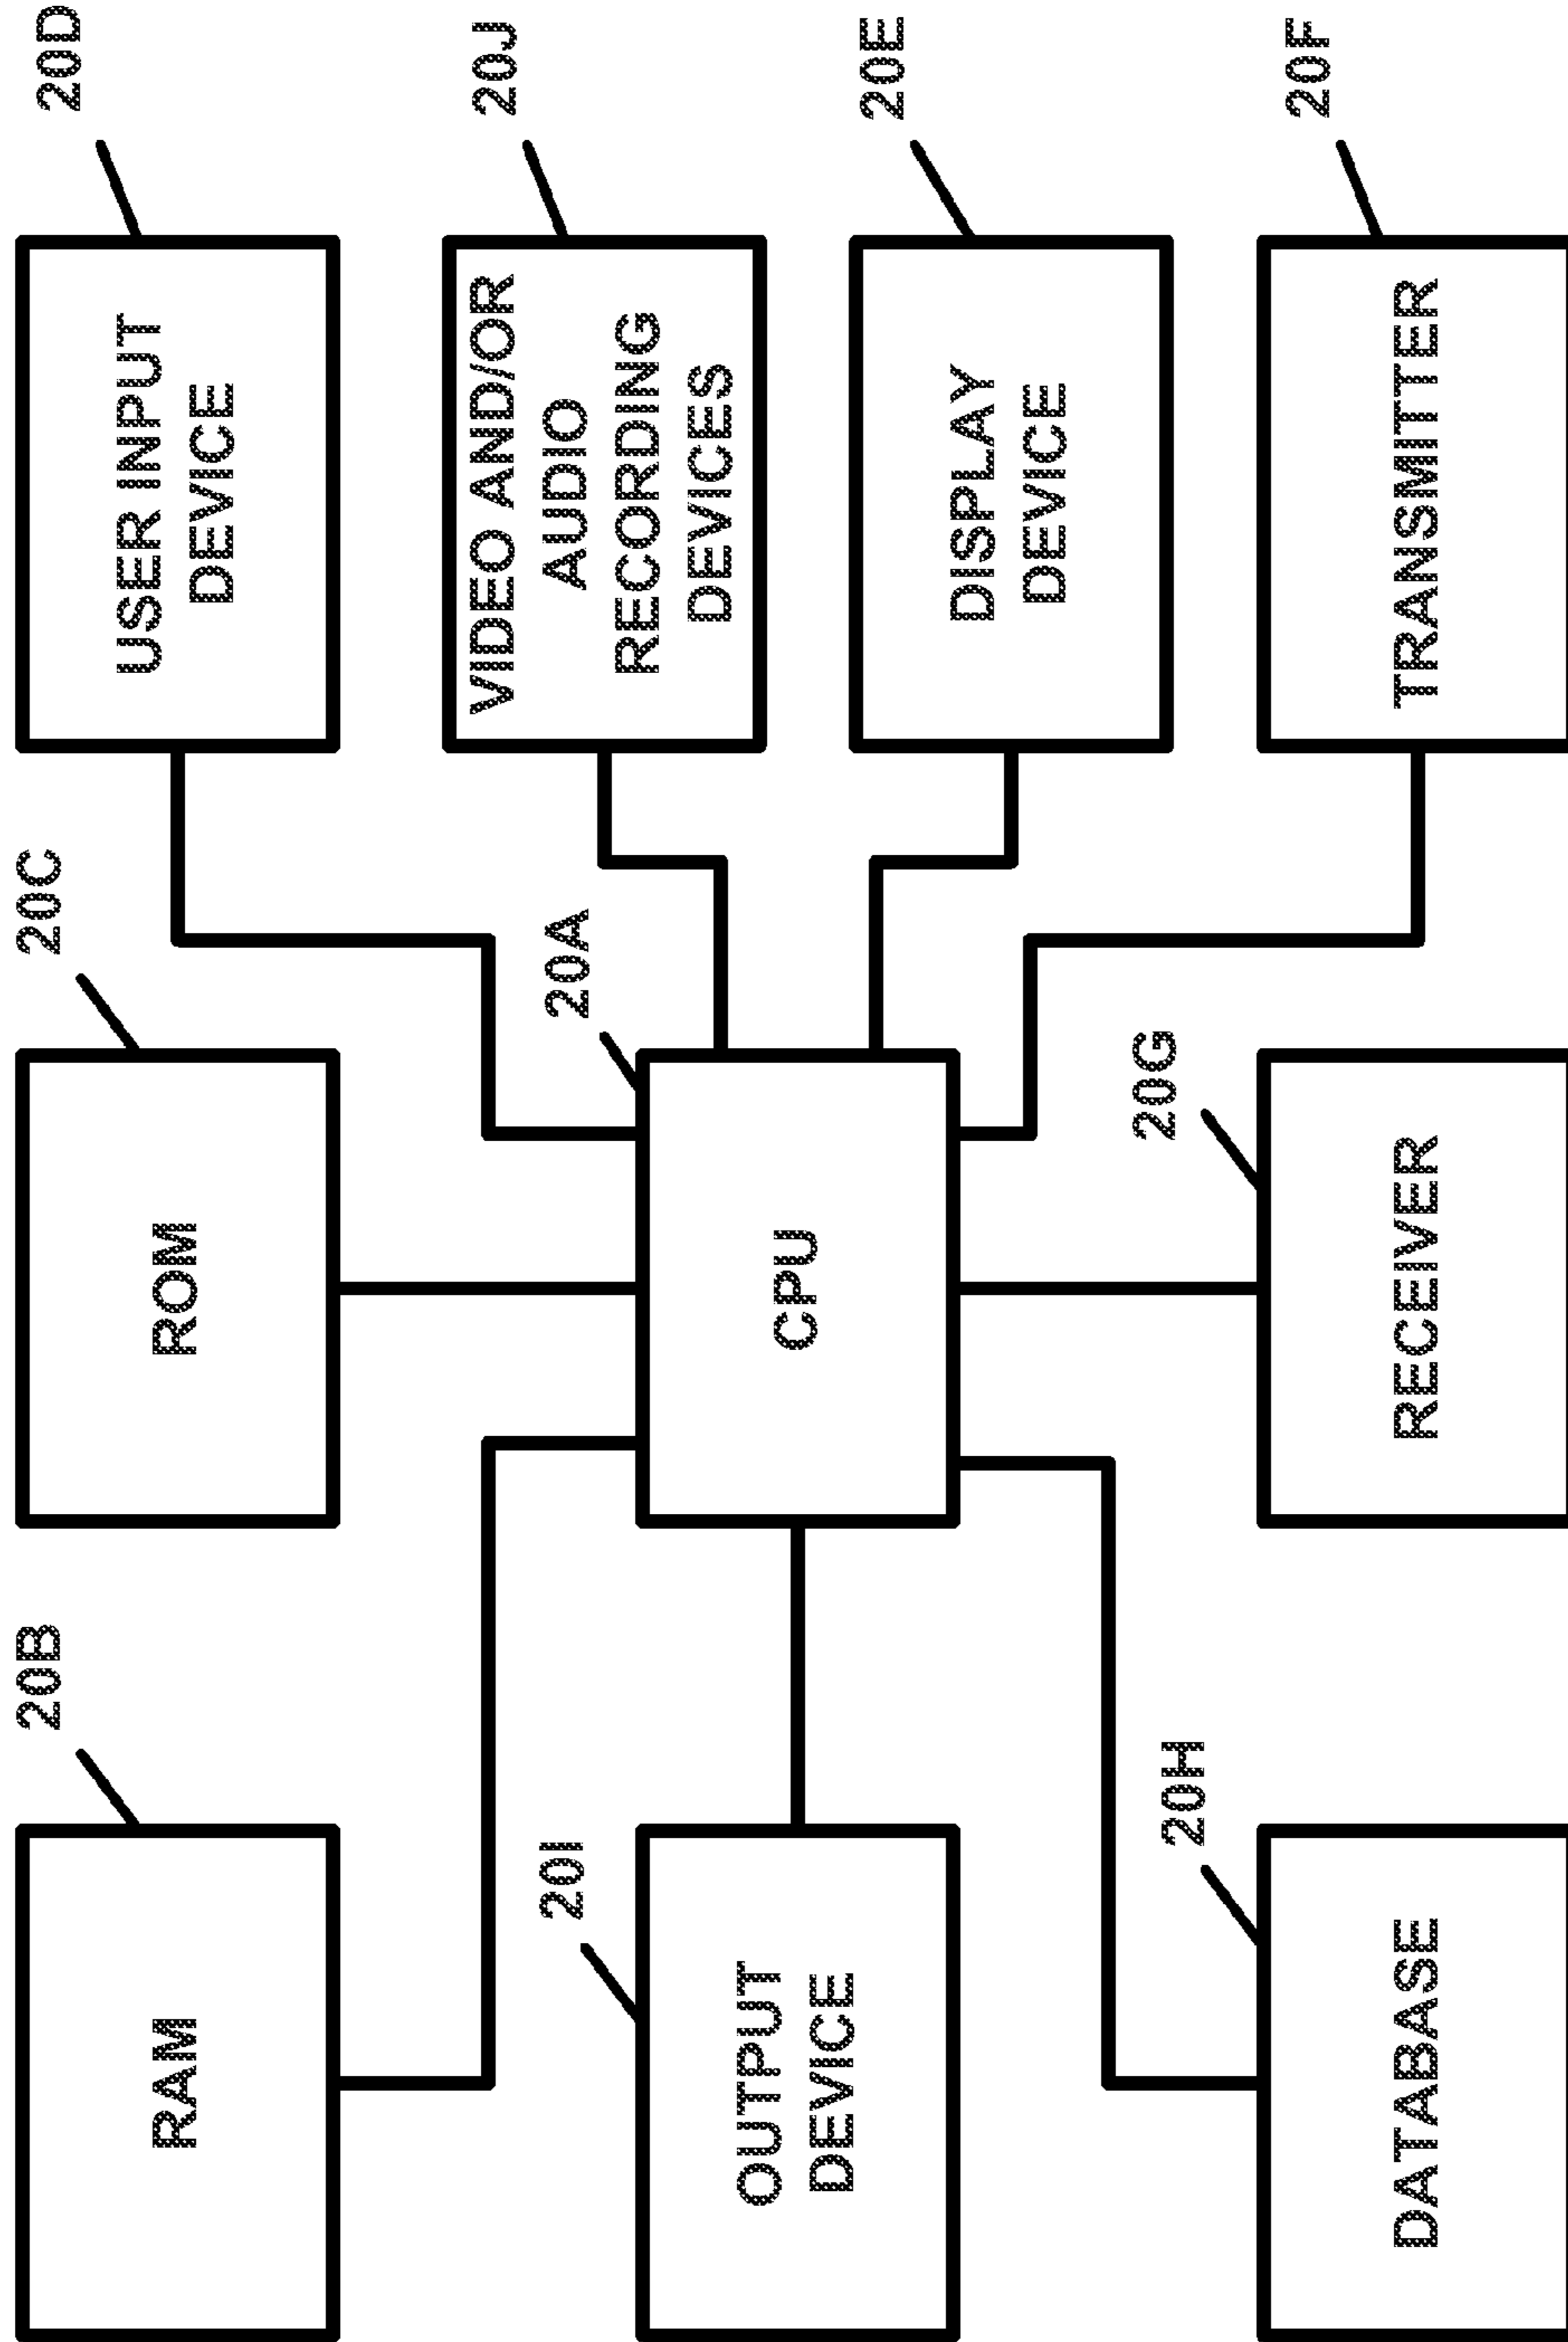 20B
20C
20D
RAM
ROM
USER INPUT
DEVICE
20J
VIDEO AND/OR
AUDIO
RECORDING
DEVICES
20I
20A
OUTPUT
DEVICE
CPU
20E
DISPLAY
DEVICE
20H
20G
20F
DATABASE
RECEIVER
TRANSMITTER